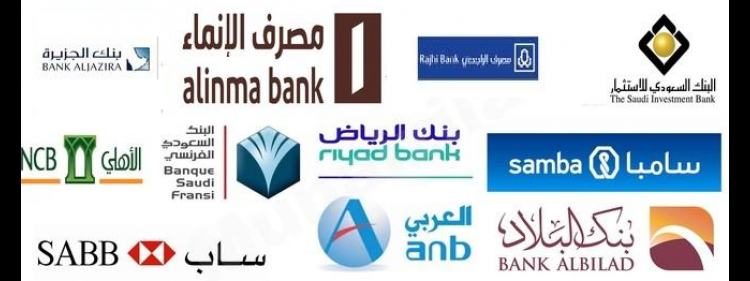 بنك الجزيرة
BANK ALJAZIRA
مصرف الإنماء
alinma bank
Rajhi Bank مصرف الراجحي
البنك السعودي للاستثمار
The Saudi Investment Bank
NCB الأهلي
البنك
السعودي
الفرنسي
Banque
Saudi
Fransi
بنك الرياض
riyad bank
samba سامبا
SABB ساب
العربي
anb
بنك البلاد
BANK ALBILAD